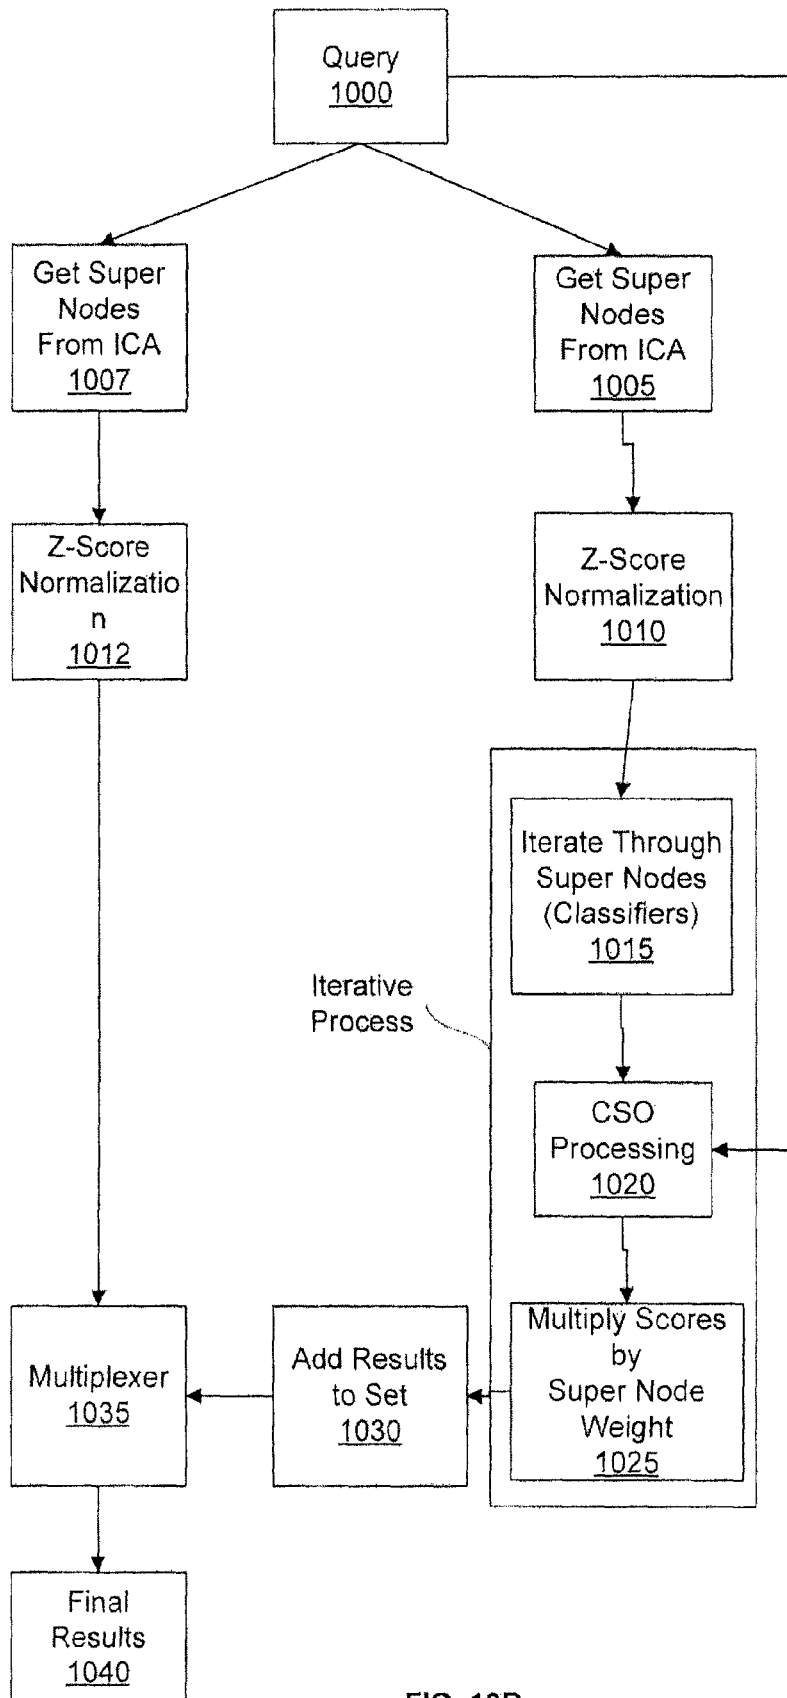 Query
1000
Get Super
Nodes
From ICA
1007
Get Super
Nodes
From ICA
1005
Z-Score
Normalizatio
n
1012
Z-Score
Normalization
1010
Iterate Through
Super Nodes
(Classifiers)
1015
Iterative
Process
CSO
Processing
1020
Multiply Scores
by
Super Node
Weight
1025
Add Results
to Set
1030
Multiplexer
1035
Final
Results
1040